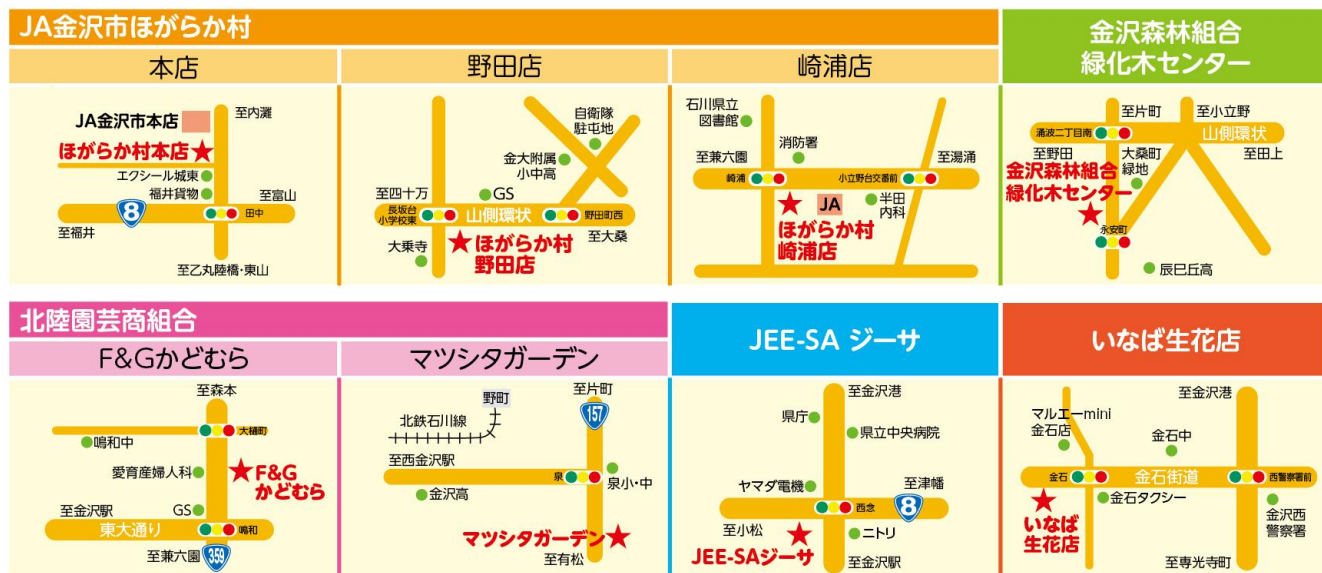 JA金沢市ほがらか村
本店
至内灘
JA金沢市本店
ほがらか村本店
エクシール城東
福井貨物
至富山
8
田中
至福井
至乙丸陸橋・東山
野田店
自衛隊
駐屯地
金大附属
小中高
至四十万
GS
長坂台
小学校東
山側環状
野田町西
至大桑
大乗寺
ほがらか村
野田店
崎浦店
石川県立
図書館
消防署
至兼六園
至湯涌
崎浦
小立野台交番前
JA
半田
内科
ほがらか村
崎浦店
金沢森林組合
緑化木センター
至片町
至小立野
涌波二丁目南
山側環状
至野田
大桑町
緑地
至田上
金沢森林組合
緑化木センター
永安町
辰巳丘高
北陸園芸商組合
F&Gかどむら
至森本
大樋町
鳴和中
愛育産婦人科
F&G
かどむら
至金沢駅
GS
東大通り
鳴和
至兼六園
359
マツシタガーデン
野町
至片町
北鉄石川線
157
至西金沢駅
泉
泉小・中
金沢高
マツシタガーデン
至有松
JEE-SA ジーサ
至金沢港
県庁
県立中央病院
ヤマダ電機
至津幡
西念
8
至小松
ニトリ
JEE-SAジーサ
至金沢駅
いなば生花店
至金沢港
マルエーmini
金石店
金石中
金石
金石街道
西警察署前
金石タクシー
いなば
生花店
金沢西
警察署
至専光寺町